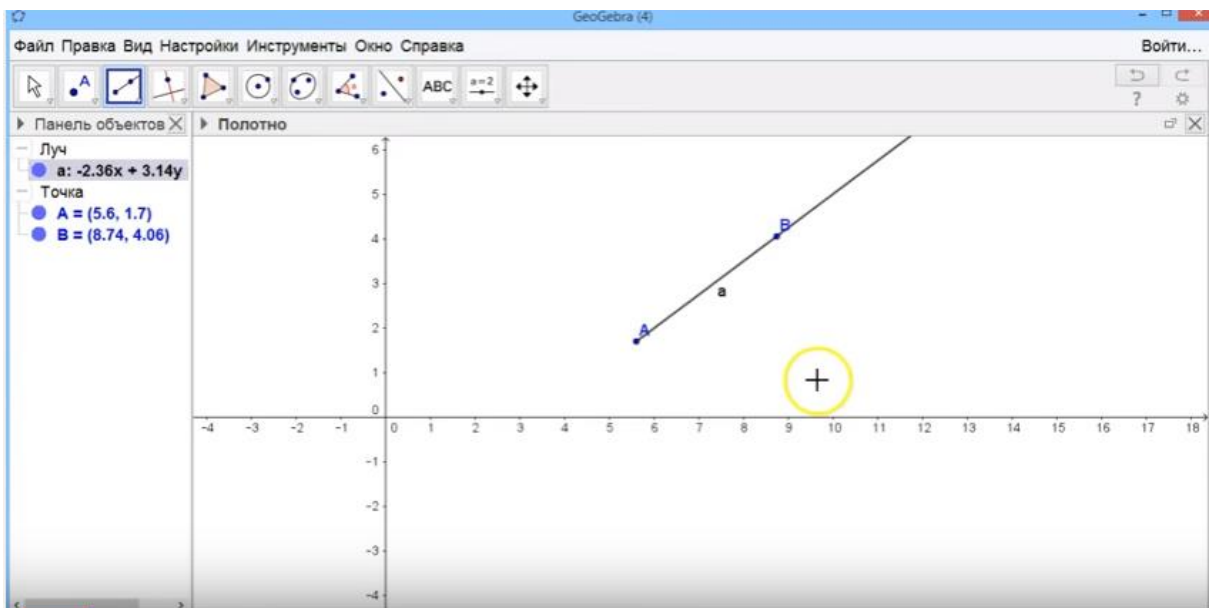 GeoGebra (4)
Файл Правка Вид Настройки Инструменты Окно Справка
Войти...
A
ABC
a=2
?
Панель объектов
Полотно
Луч
a: -2.36x + 3.14y
Точка
A = (5.6, 1.7)
B = (8.74, 4.06)
6
5
4
3
2
1
0
-1
-2
-3
-4
B
a
A
-4 -3 -2 -1 0 1 2 3 4 5 6 7 8 9 10 11 12 13 14 15 16 17 18